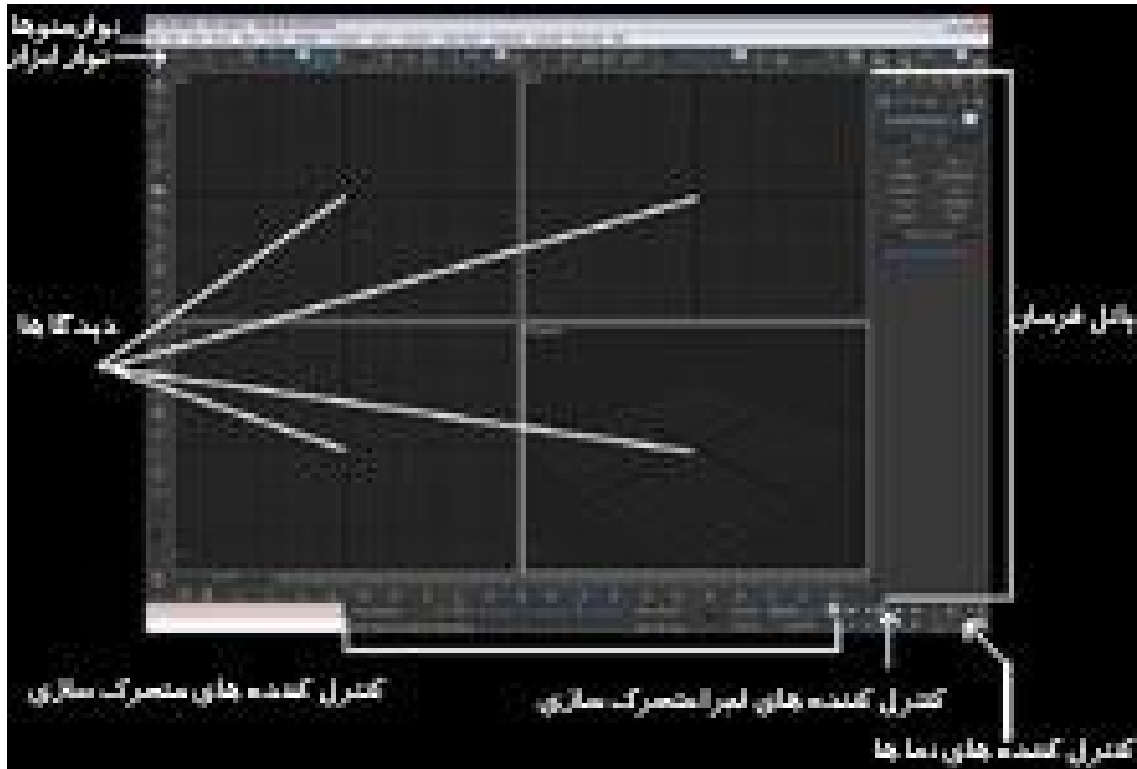 نوار منوها
نوار ابزار
دیدگاه ها
پانل فرمان
کنترل کننده های متحرک سازی
کنترل کننده های اجرا متحرک سازی
کنترل کننده های نما ها